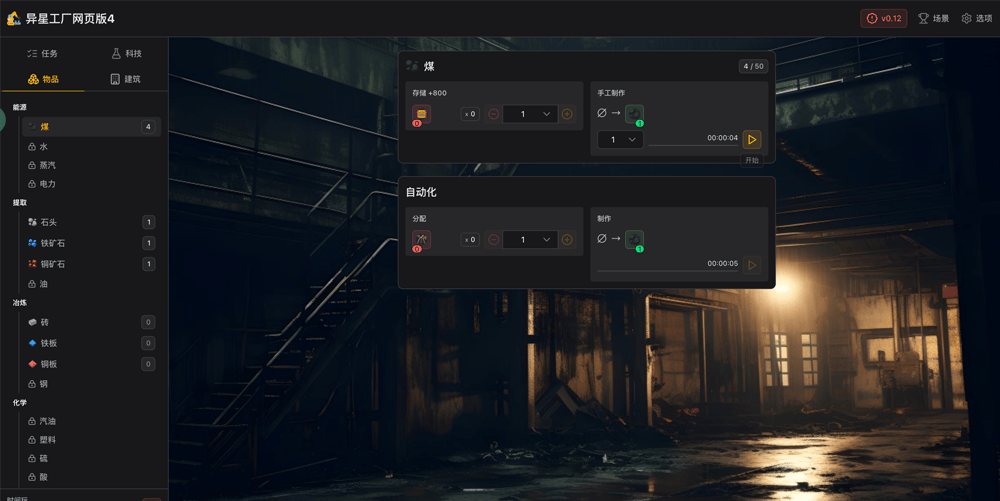 异星工厂网页版4
v0.12
场景
选项
任务
科技
物品
建筑
能源
煤
4
水
蒸汽
电力
提取
石头
1
铁矿石
1
铜矿石
1
油
冶炼
砖
0
铁板
0
铜板
0
钢
化学
汽油
塑料
硫
酸
煤
4 / 50
存储 +800
0
x 0
1
手工制作
1
1
00:00:04
开始
自动化
分配
0
x 0
1
制作
1
00:00:05